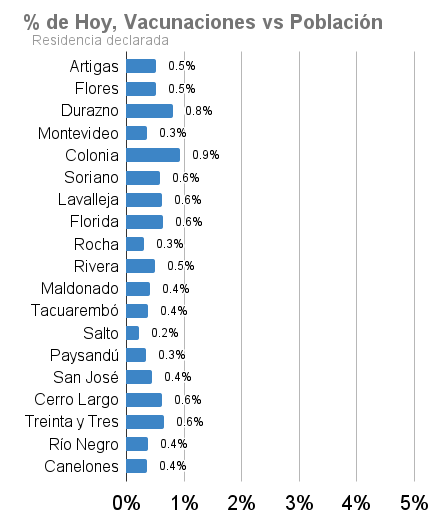 % de Hoy, Vacunaciones vs Población
Residencia declarada
Artigas 0.5%
Flores 0.5%
Durazno 0.8%
Montevideo 0.3%
Colonia 0.9%
Soriano 0.6%
Lavalleja 0.6%
Florida 0.6%
Rocha 0.3%
Rivera 0.5%
Maldonado 0.4%
Tacuarembó 0.4%
Salto 0.2%
Paysandú 0.3%
San José 0.4%
Cerro Largo 0.6%
Treinta y Tres 0.6%
Río Negro 0.4%
Canelones 0.4%
0% 1% 2% 3% 4% 5%